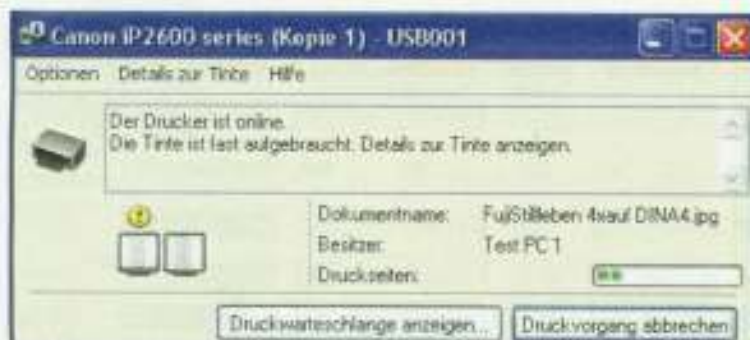 Canon iP2600 series (Kopie 1) - USB001
Optionen Details zur Tinte Hilfe
Der Drucker ist online.
Die Tinte ist fast aufgebraucht. Details zur Tinte anzeigen.
Dokumentname: FujiStilleben 4xauf DINA4.jpg
Besitzer: Test PC 1
Druckseiten:
Druckwarteschlange anzeigen... Druckvorgang abbrechen